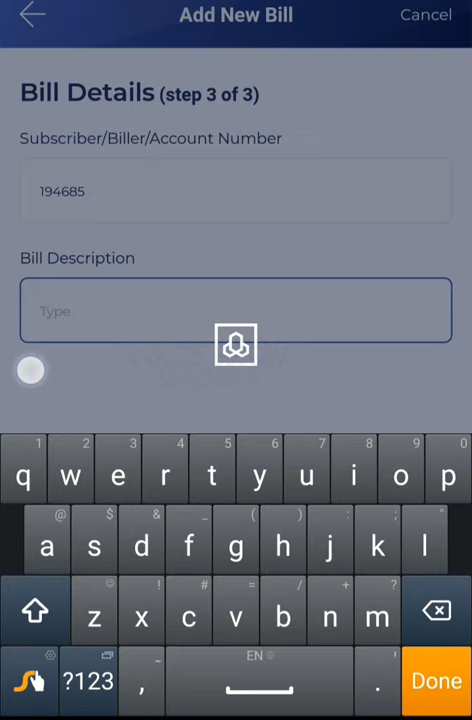 Add New Bill
Cancel
Bill Details (step 3 of 3)
Subscriber/Biller/Account Number
194685
Bill Description
Type
1 2 3 4 5 6 7 8 9 0
q w e r t y u i o p
@ $ & _ ( ) : ; "
a s d f g h j k l
! # = / + ?
z x c v b n m
EN
?123 , _ . ' Done